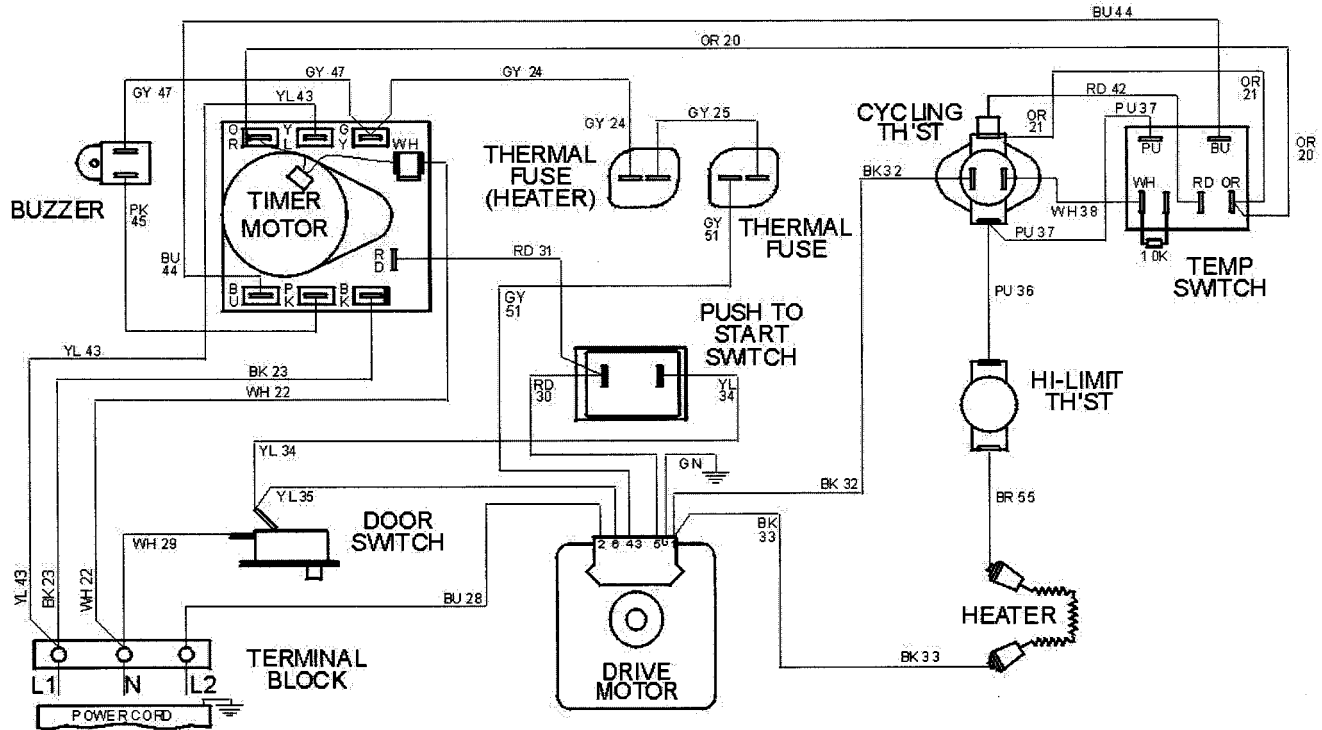 BU 44
OR 20
GY 47
GY 24
GY 47
YL 43
RD 42
OR
21
CYCLING
TH'ST
OR
21
PU 37
GY 24
GY 25
O
R
Y
L
G
Y
WH
PU
BU
OR
20
THERMAL
FUSE
(HEATER)
BK 32
WH
RD
OR
BUZZER
PK
45
TIMER
MOTOR
GY
51
THERMAL
FUSE
WH 38
PU 37
10K
BU
44
R
D
RD 31
TEMP
SWITCH
B
U
P
K
B
K
GY
51
PUSH TO
START
SWITCH
PU 36
YL 43
BK 23
WH 22
RD
30
YL
34
HI-LIMIT
TH'ST
YL 34
GN
YL 35
BK 32
BR 55
DOOR
SWITCH
BK
33
WH 29
2 6 4 3 5 G 1
YL 43
BK 23
WH 22
BU 28
HEATER
TERMINAL
BLOCK
DRIVE
MOTOR
BK 33
L1
N
L2
POWER CORD